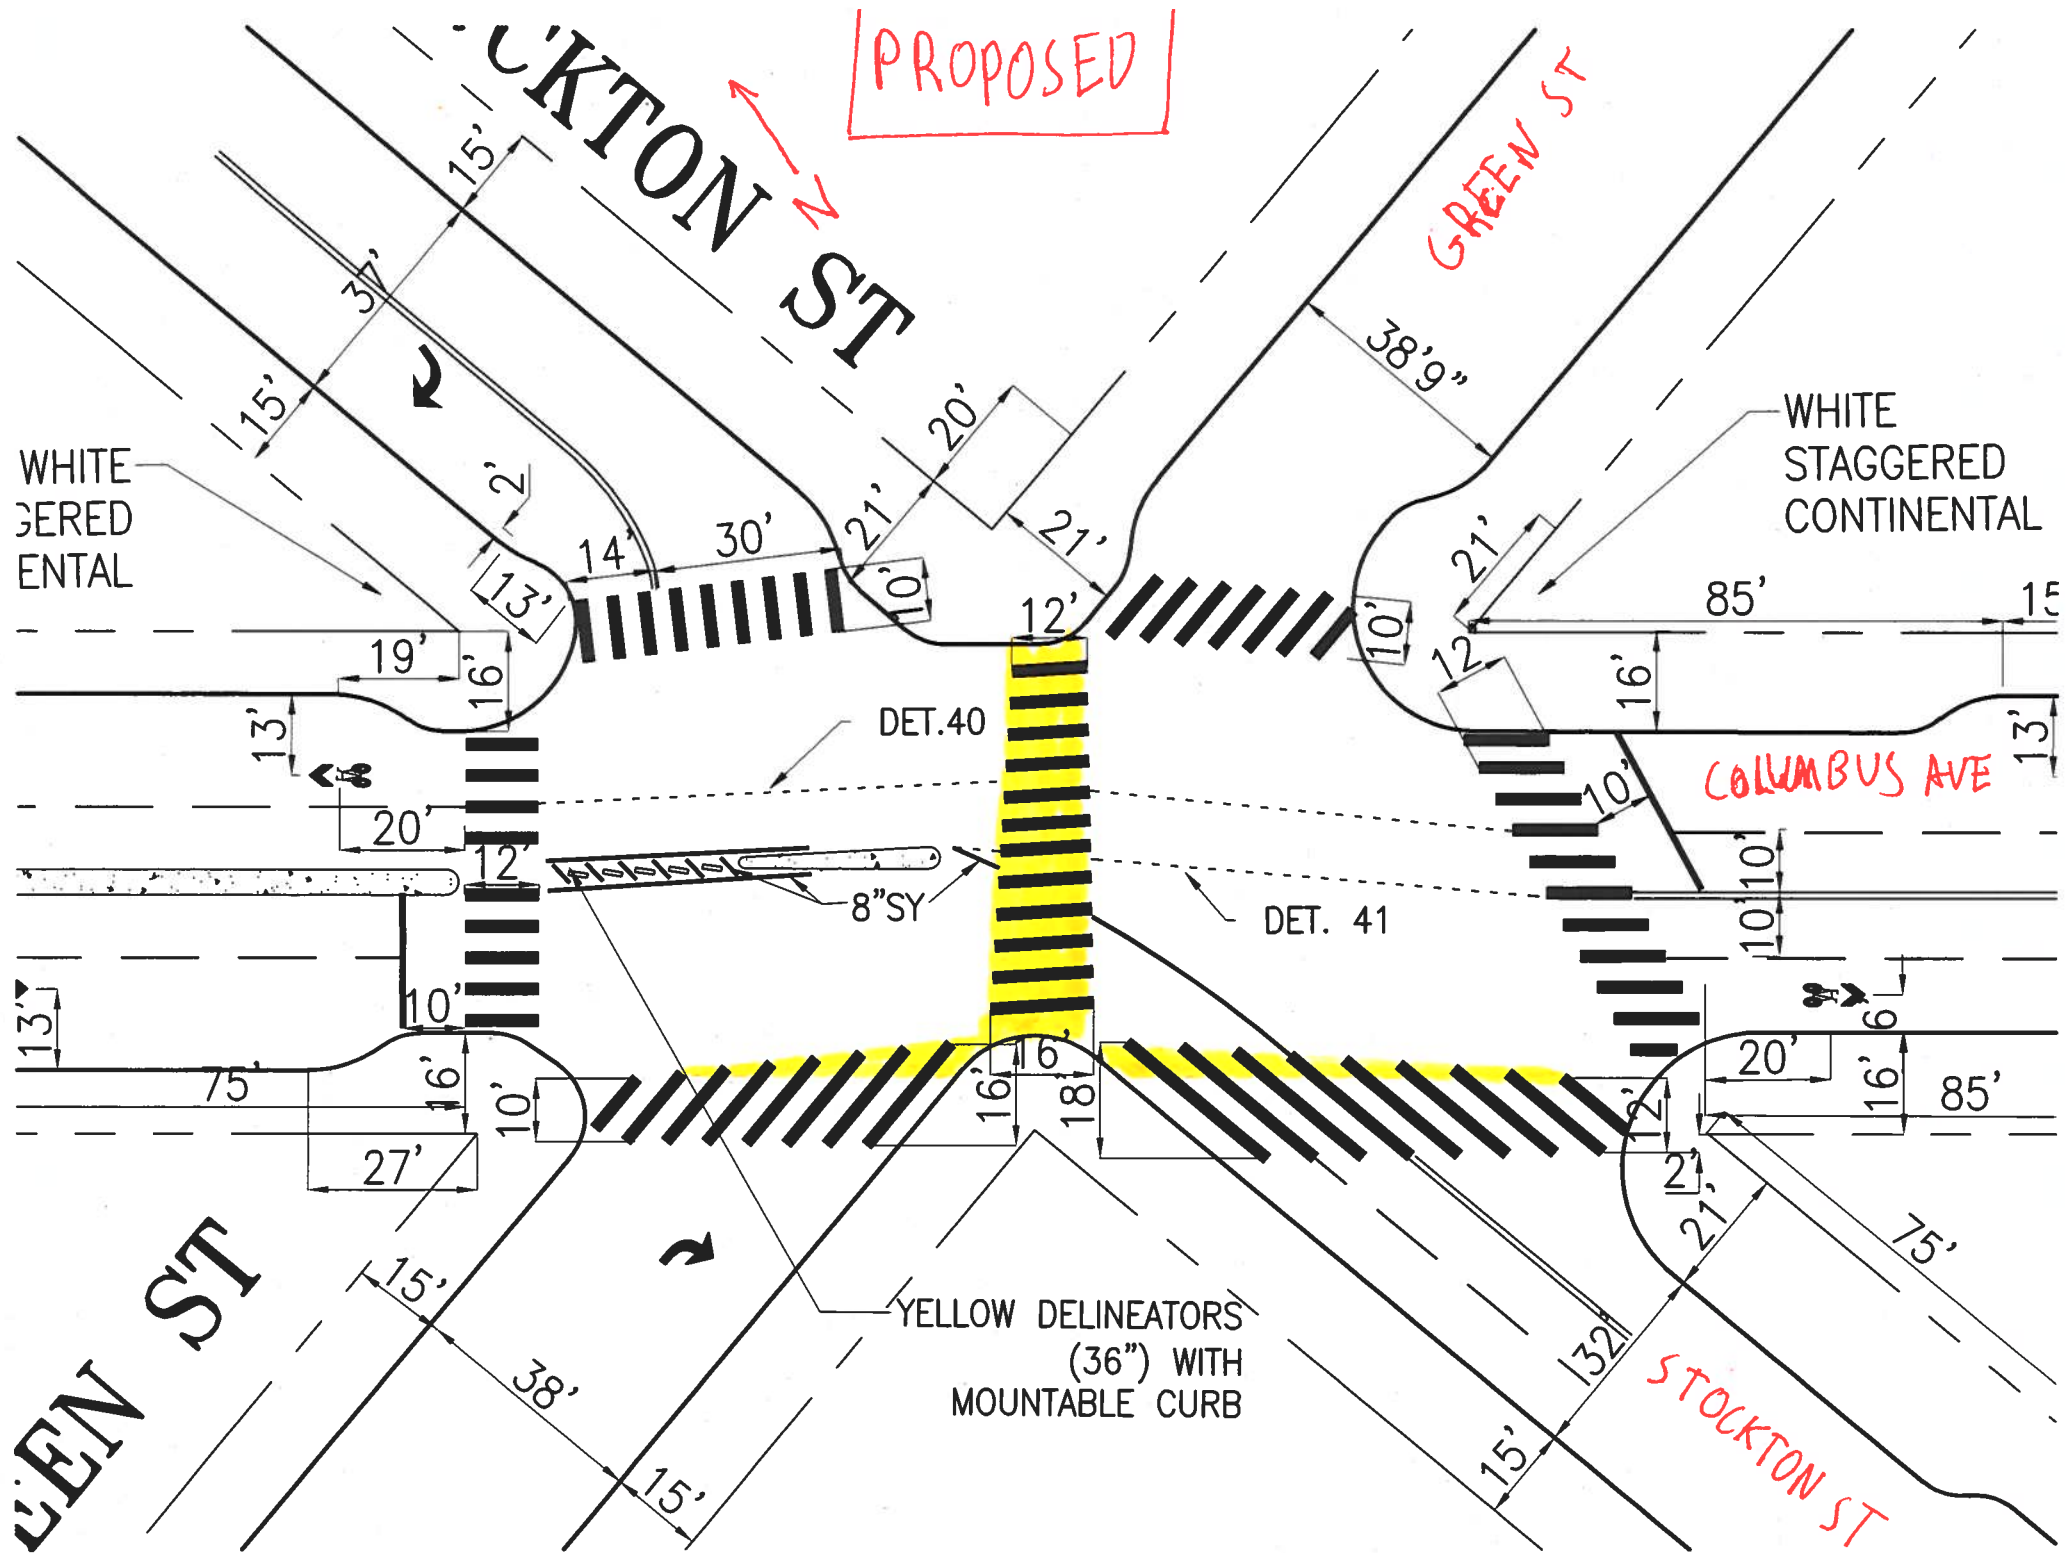 PROPOSED
CKTON ST
N
GREEN ST
15'
37'
15'
38'9"
20'
WHITE
STAGGERED
CONTINENTAL
WHITE
GERED
ENTAL
2'
21'
21'
21'
14'
30'
13'
10'
12'
10'
85'
15
19'
16'
12
16'
13'
DET.40
COLUMBUS AVE
13'
10'
20'
12'
8"SY
DET. 41
10'
10'
13'
10'
6'
75'
16'
10'
16'
16'
18'
20'
16'
12'
85'
27'
2'
21'
75'
EEN ST
15'
YELLOW DELINEATORS
(36") WITH
MOUNTABLE CURB
38'
15'
132
STOCKTON ST
15'